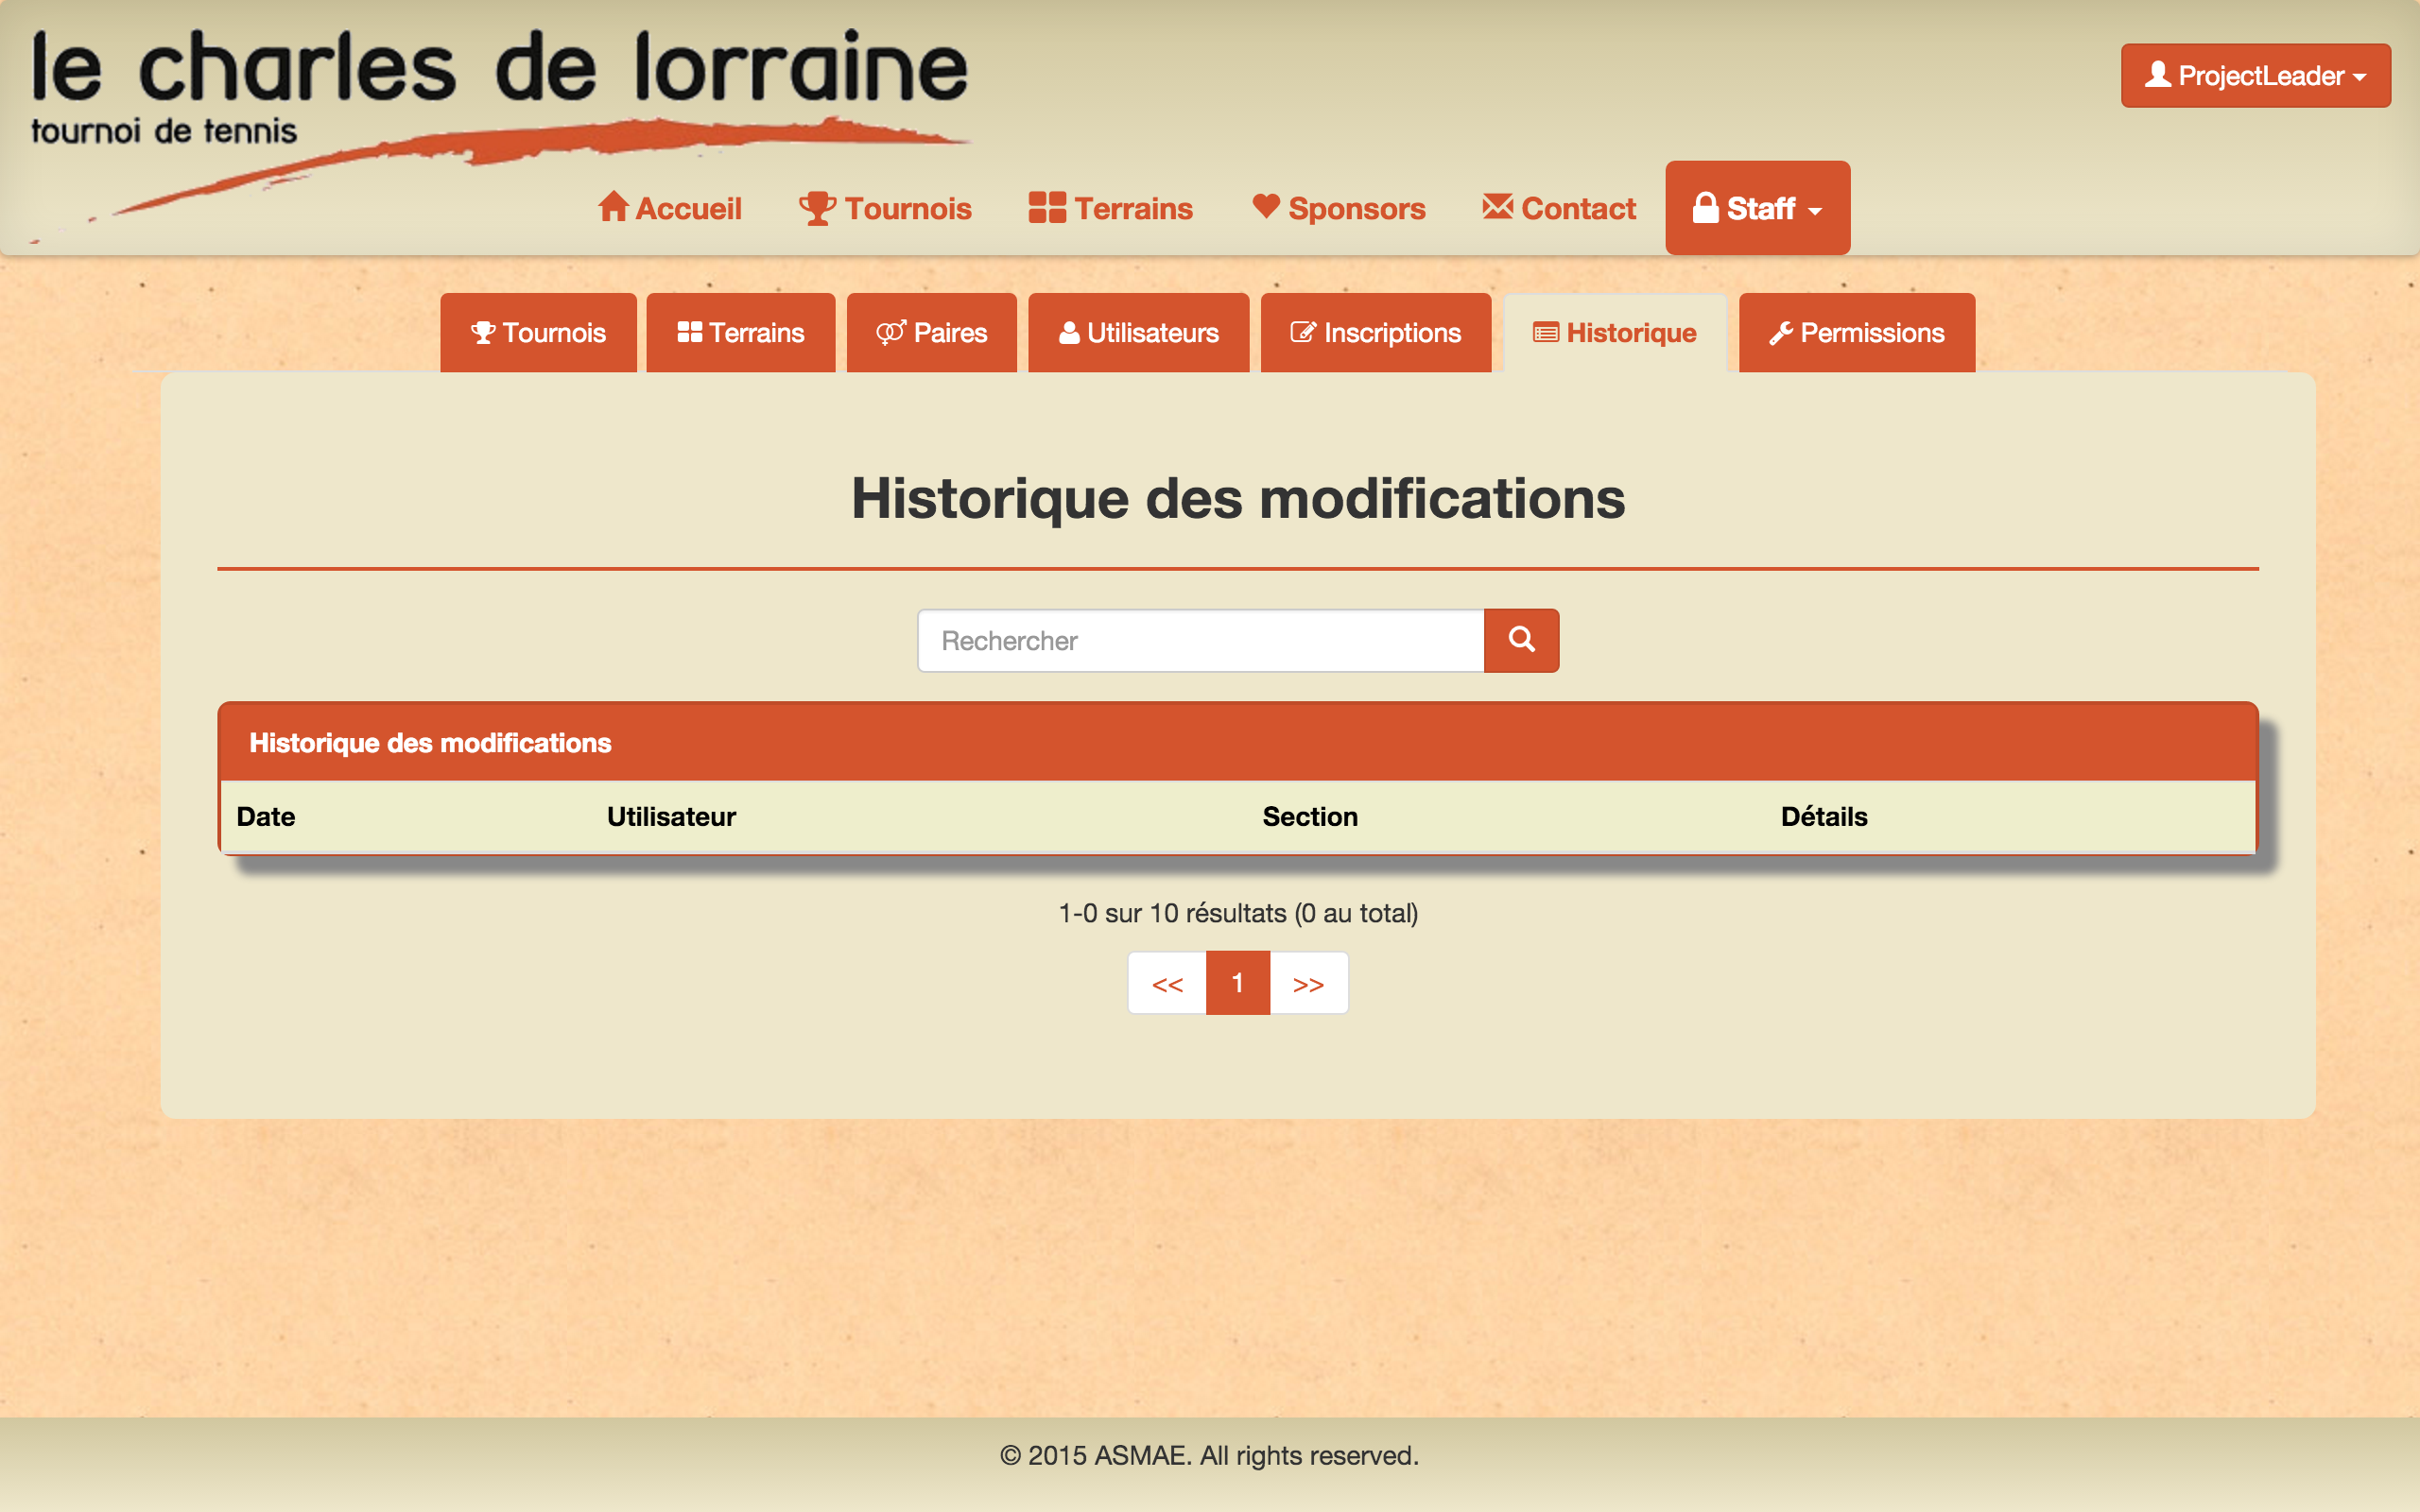 le charles de lorraine
tournoi de tennis
ProjectLeader
Accueil Tournois Terrains Sponsors Contact Staff
Tournois Terrains Paires Utilisateurs Inscriptions Historique Permissions
Historique des modifications
Rechercher
Historique des modifications
Date Utilisateur Section Détails
1-0 sur 10 résultats (0 au total)
<< 1 >>
© 2015 ASMAE. All rights reserved.